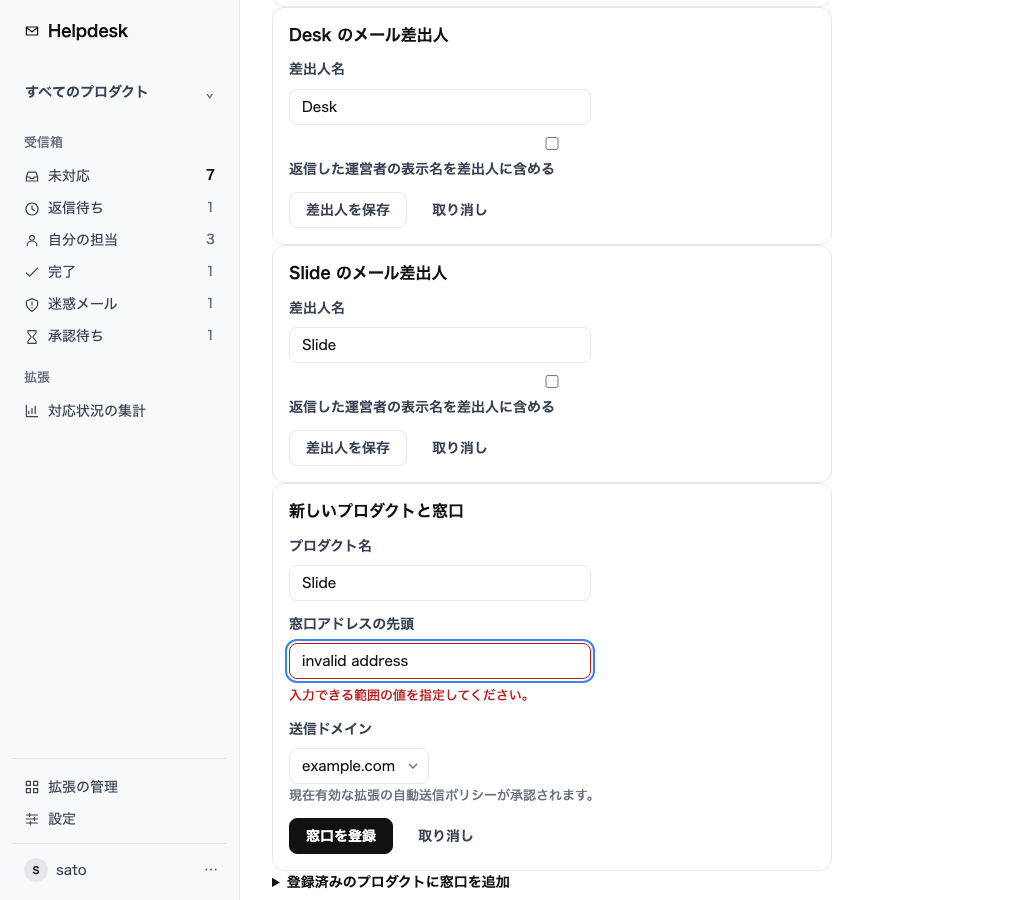 Helpdesk
すべてのプロダクト
受信箱
未対応 7
返信待ち 1
自分の担当 3
完了 1
迷惑メール 1
承認待ち 1
拡張
対応状況の集計
拡張の管理
設定
S sato ...
Desk のメール差出人
差出人名
Desk
返信した運営者の表示名を差出人に含める
差出人を保存 取り消し
Slide のメール差出人
差出人名
Slide
返信した運営者の表示名を差出人に含める
差出人を保存 取り消し
新しいプロダクトと窓口
プロダクト名
Slide
窓口アドレスの先頭
invalid address
入力できる範囲の値を指定してください。
送信ドメイン
example.com
現在有効な拡張の自動送信ポリシーが承認されます。
窓口を登録 取り消し
登録済みのプロダクトに窓口を追加